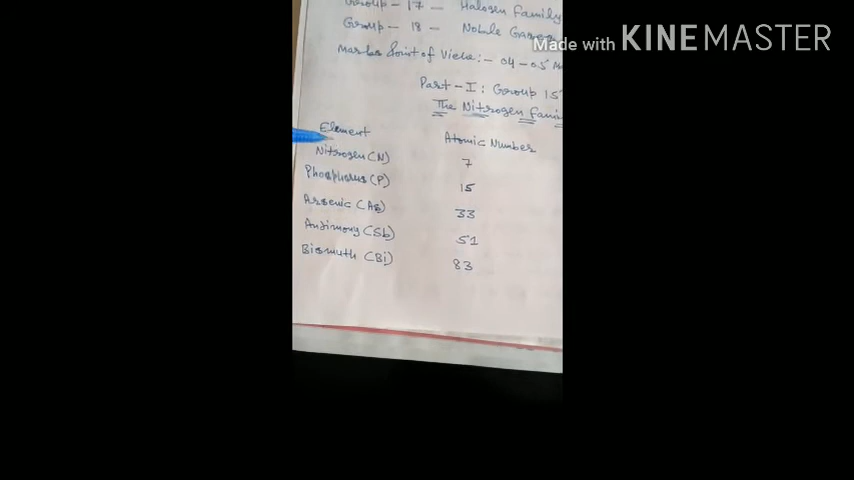 Group - 17 - Halogen Family
Group - 18 - Noble Gases
Made with KINEMASTER
Marks Point of View :- 04 - 05 M
Part - I : Group 15
The Nitrogen Fami
Element Atomic Number
Nitrogen (N) 7
Phosphorus (P) 15
Arsenic (As) 33
Antimony (Sb) 51
Bismuth (Bi) 83